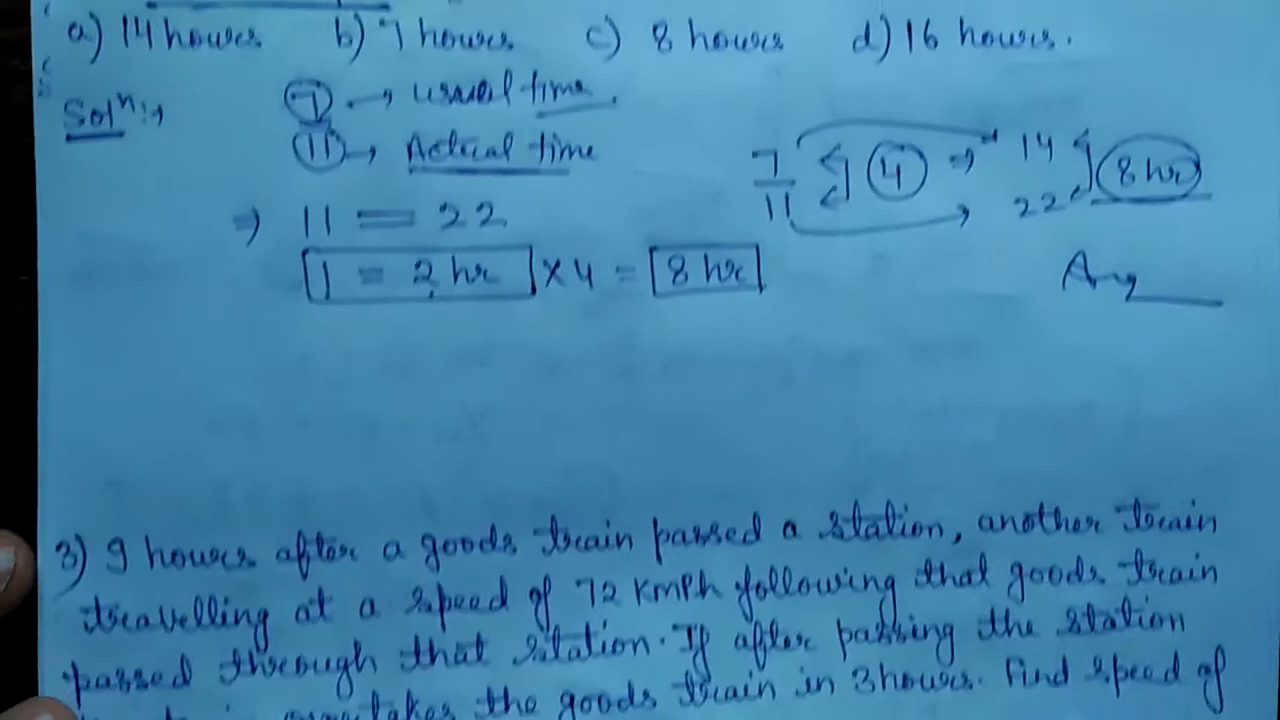 a) 14 hours b) 7 hours c) 8 hours d) 16 hours.
Solⁿ:→ 7 → usual time.
11 → Actual time
7/11 4 ⇒ 14 22 8 hr
⇒ 11 = 22
1 = 2 hr × 4 = 8 hr
Ans
3) 9 hours after a goods train passed a station, another train
travelling at a speed of 72 KmPh following that goods train
passed through that station. If after passing the station
takes the goods train in 3 hours. Find speed of